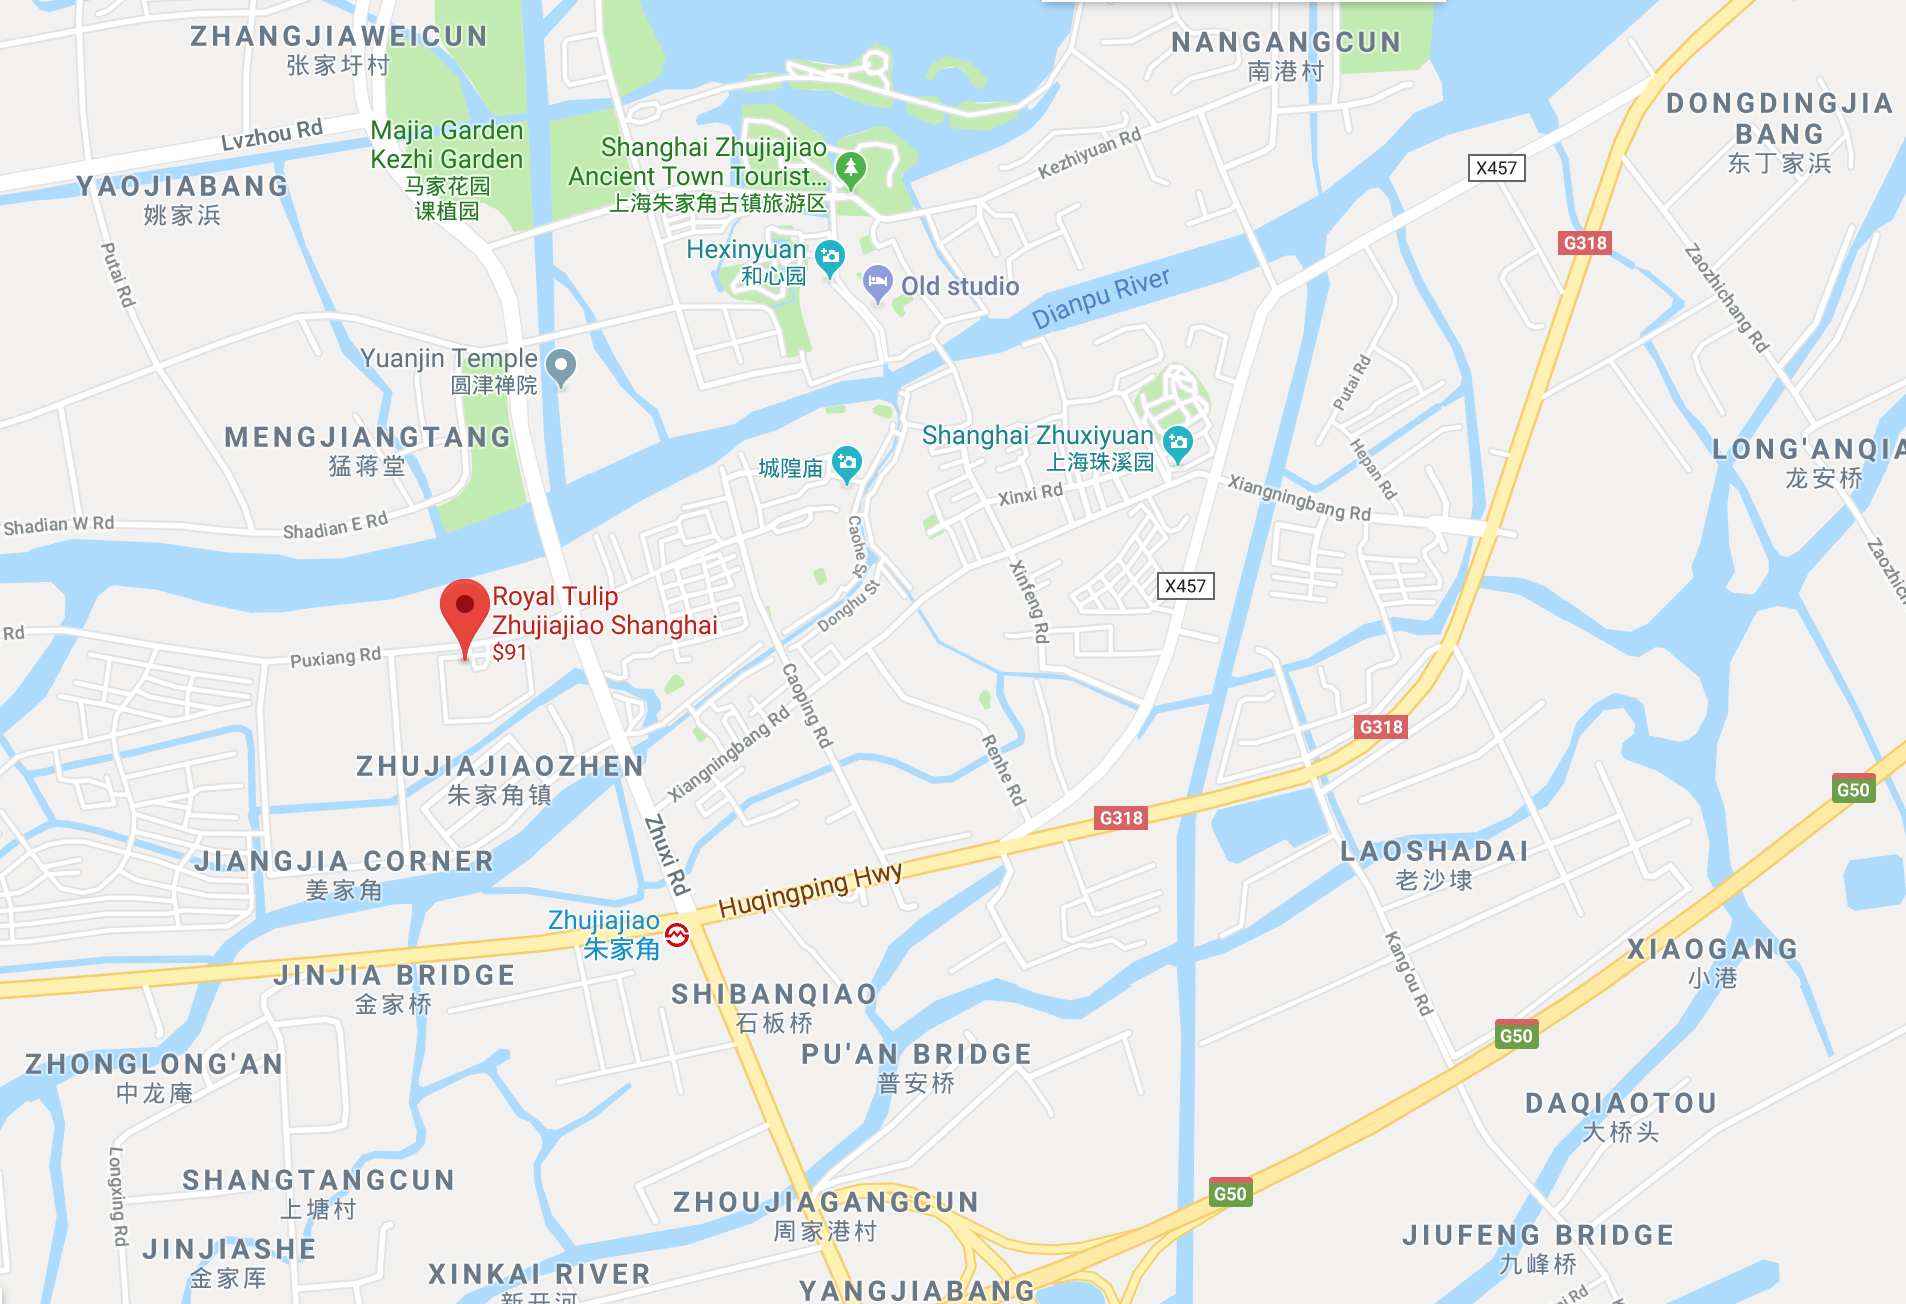 ZHANGJIAWEICUN
张家圩村
NANGANGCUN
南港村
DONGDINGJIA
BANG
东丁家浜
Lvzhou Rd
Majia Garden
Kezhi Garden
马家花园
课植园
Shanghai Zhujiajiao
Ancient Town Tourist...
上海朱家角古镇旅游区
Kezhiyuan Rd
X457
YAOJIABANG
姚家浜
G318
Putai Rd
Hexinyuan
和心园
Old studio
Dianpu River
Zaozhichang Rd
Yuanjin Temple
圆津禅院
Putai Rd
MENGJIANGTANG
猛蒋堂
城隍庙
Shanghai Zhuxiyuan
上海珠溪园
Hepan Rd
LONG'ANQIA
龙安桥
Xinxi Rd
Xiangningbang Rd
Shadian W Rd
Shadian E Rd
Caohe St
Zaozhic
Xinfeng Rd
X457
Donghu St
Royal Tulip
Zhujiajiao Shanghai
$91
Rd
Puxiang Rd
Caoping Rd
G318
Xiangningbang Rd
Renhe Rd
ZHUJIAJIAOZHEN
朱家角镇
G50
G318
Zhuxi Rd
JIANGJIA CORNER
姜家角
LAOSHADAI
老沙埭
Huqingping Hwy
Zhujiajiao
朱家角
XIAOGANG
小港
Kang'ou Rd
JINJIA BRIDGE
金家桥
SHIBANQIAO
石板桥
G50
ZHONGLONG'AN
中龙庵
PU'AN BRIDGE
普安桥
DAQIAOTOU
大桥头
Longxing Rd
SHANGTANGCUN
上塘村
G50
ZHOUJIAGANGCUN
周家港村
JINJIASHE
金家厍
JIUFENG BRIDGE
九峰桥
XINKAI RIVER
新开河
YANGJIABANG
Rd